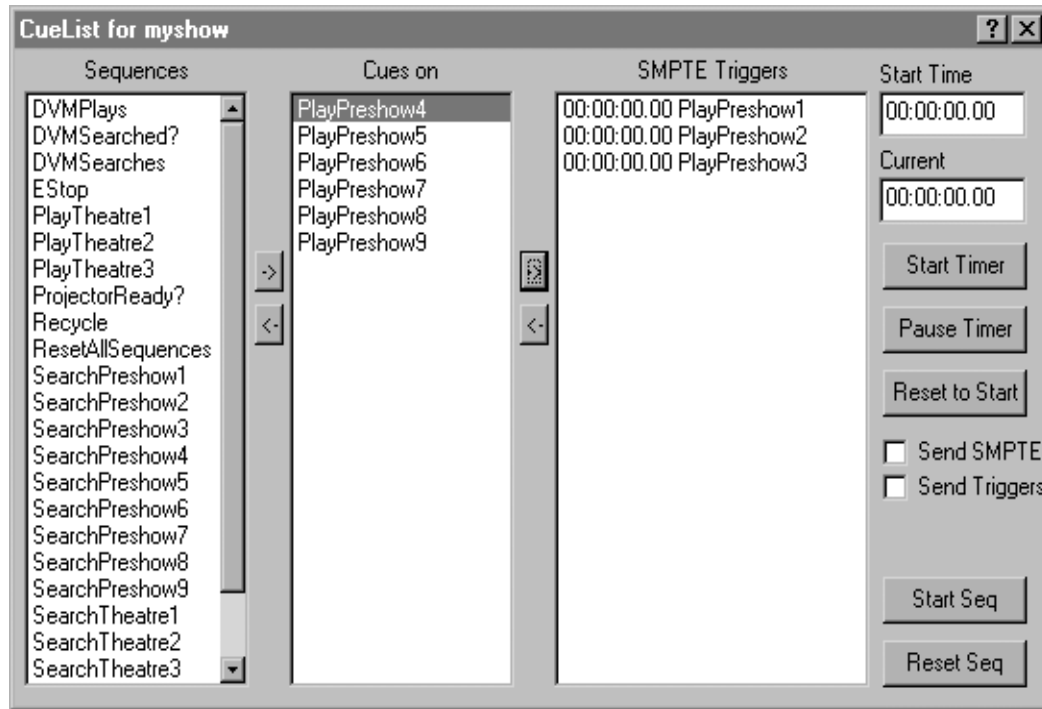 CueList for myshow
? X
Sequences
DVMPlays
DVMSearched?
DVMSearches
EStop
PlayTheatre1
PlayTheatre2
PlayTheatre3
ProjectorReady?
Recycle
ResetAllSequences
SearchPreshow1
SearchPreshow2
SearchPreshow3
SearchPreshow4
SearchPreshow5
SearchPreshow6
SearchPreshow7
SearchPreshow8
SearchPreshow9
SearchTheatre1
SearchTheatre2
SearchTheatre3
->
<-
Cues on
PlayPreshow4
PlayPreshow5
PlayPreshow6
PlayPreshow7
PlayPreshow8
PlayPreshow9
->
<-
SMPTE Triggers
00:00:00.00 PlayPreshow1
00:00:00.00 PlayPreshow2
00:00:00.00 PlayPreshow3
Start Time
00:00:00.00
Current
00:00:00.00
Start Timer
Pause Timer
Reset to Start
Send SMPTE
Send Triggers
Start Seq
Reset Seq